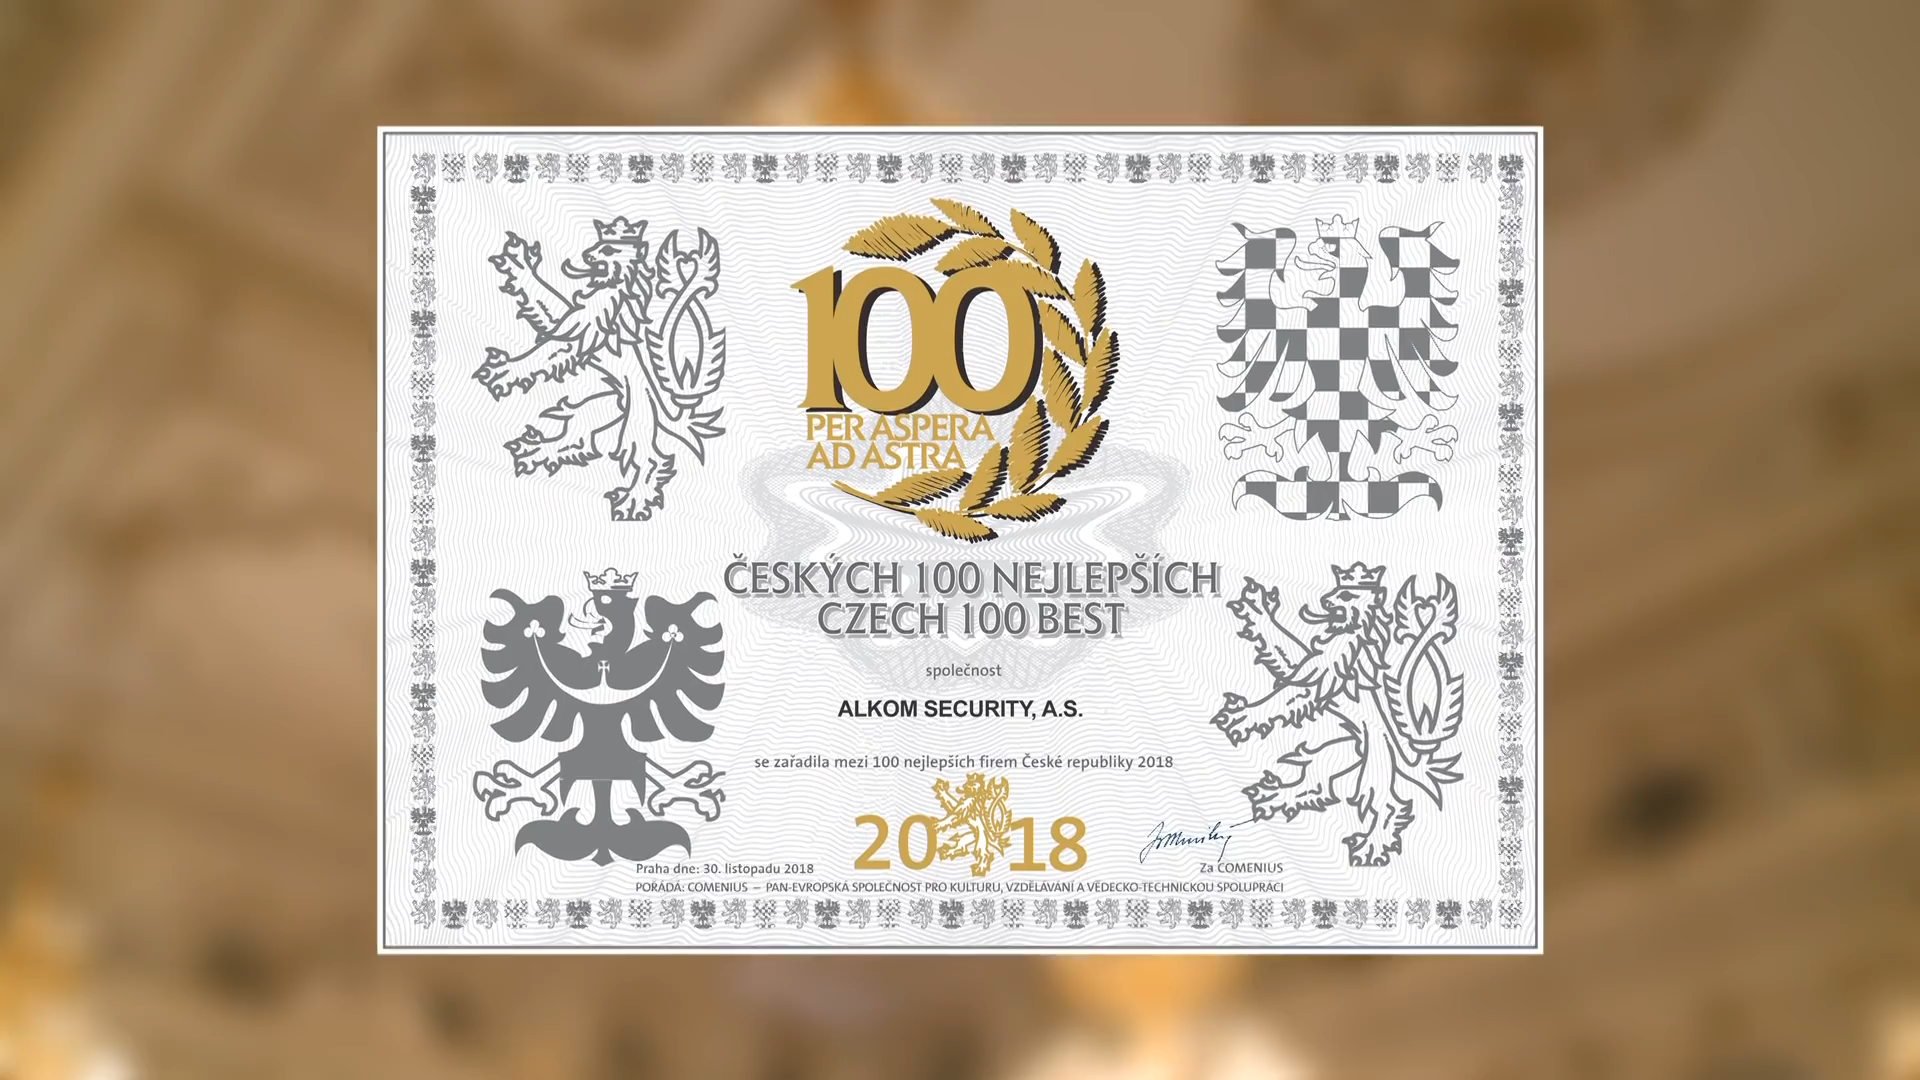 100
PER ASPERA
AD ASTRA
ČESKÝCH 100 NEJLEPŠÍCH
CZECH 100 BEST
společnost
ALKOM SECURITY, A.S.
se zařadila mezi 100 nejlepších firem České republiky 2018
2018
Praha dne: 30. listopadu 2018
Za COMENIUS
POŘÁDÁ: COMENIUS – PAN-EVROPSKÁ SPOLEČNOST PRO KULTURU, VZDĚLÁVÁNÍ A VĚDECKO-TECHNICKOU SPOLUPRÁCI